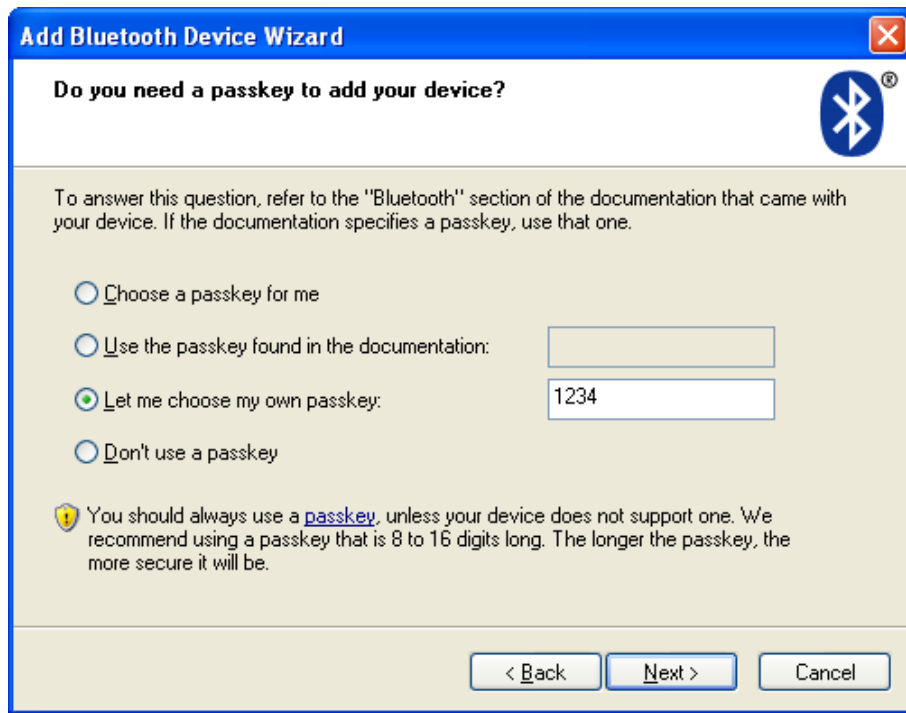 Add Bluetooth Device Wizard
Do you need a passkey to add your device?
®
To answer this question, refer to the "Bluetooth" section of the documentation that came with
your device. If the documentation specifies a passkey, use that one.
Choose a passkey for me
Use the passkey found in the documentation:
Let me choose my own passkey: 1234
Don't use a passkey
You should always use a passkey, unless your device does not support one. We
recommend using a passkey that is 8 to 16 digits long. The longer the passkey, the
more secure it will be.
< Back Next > Cancel